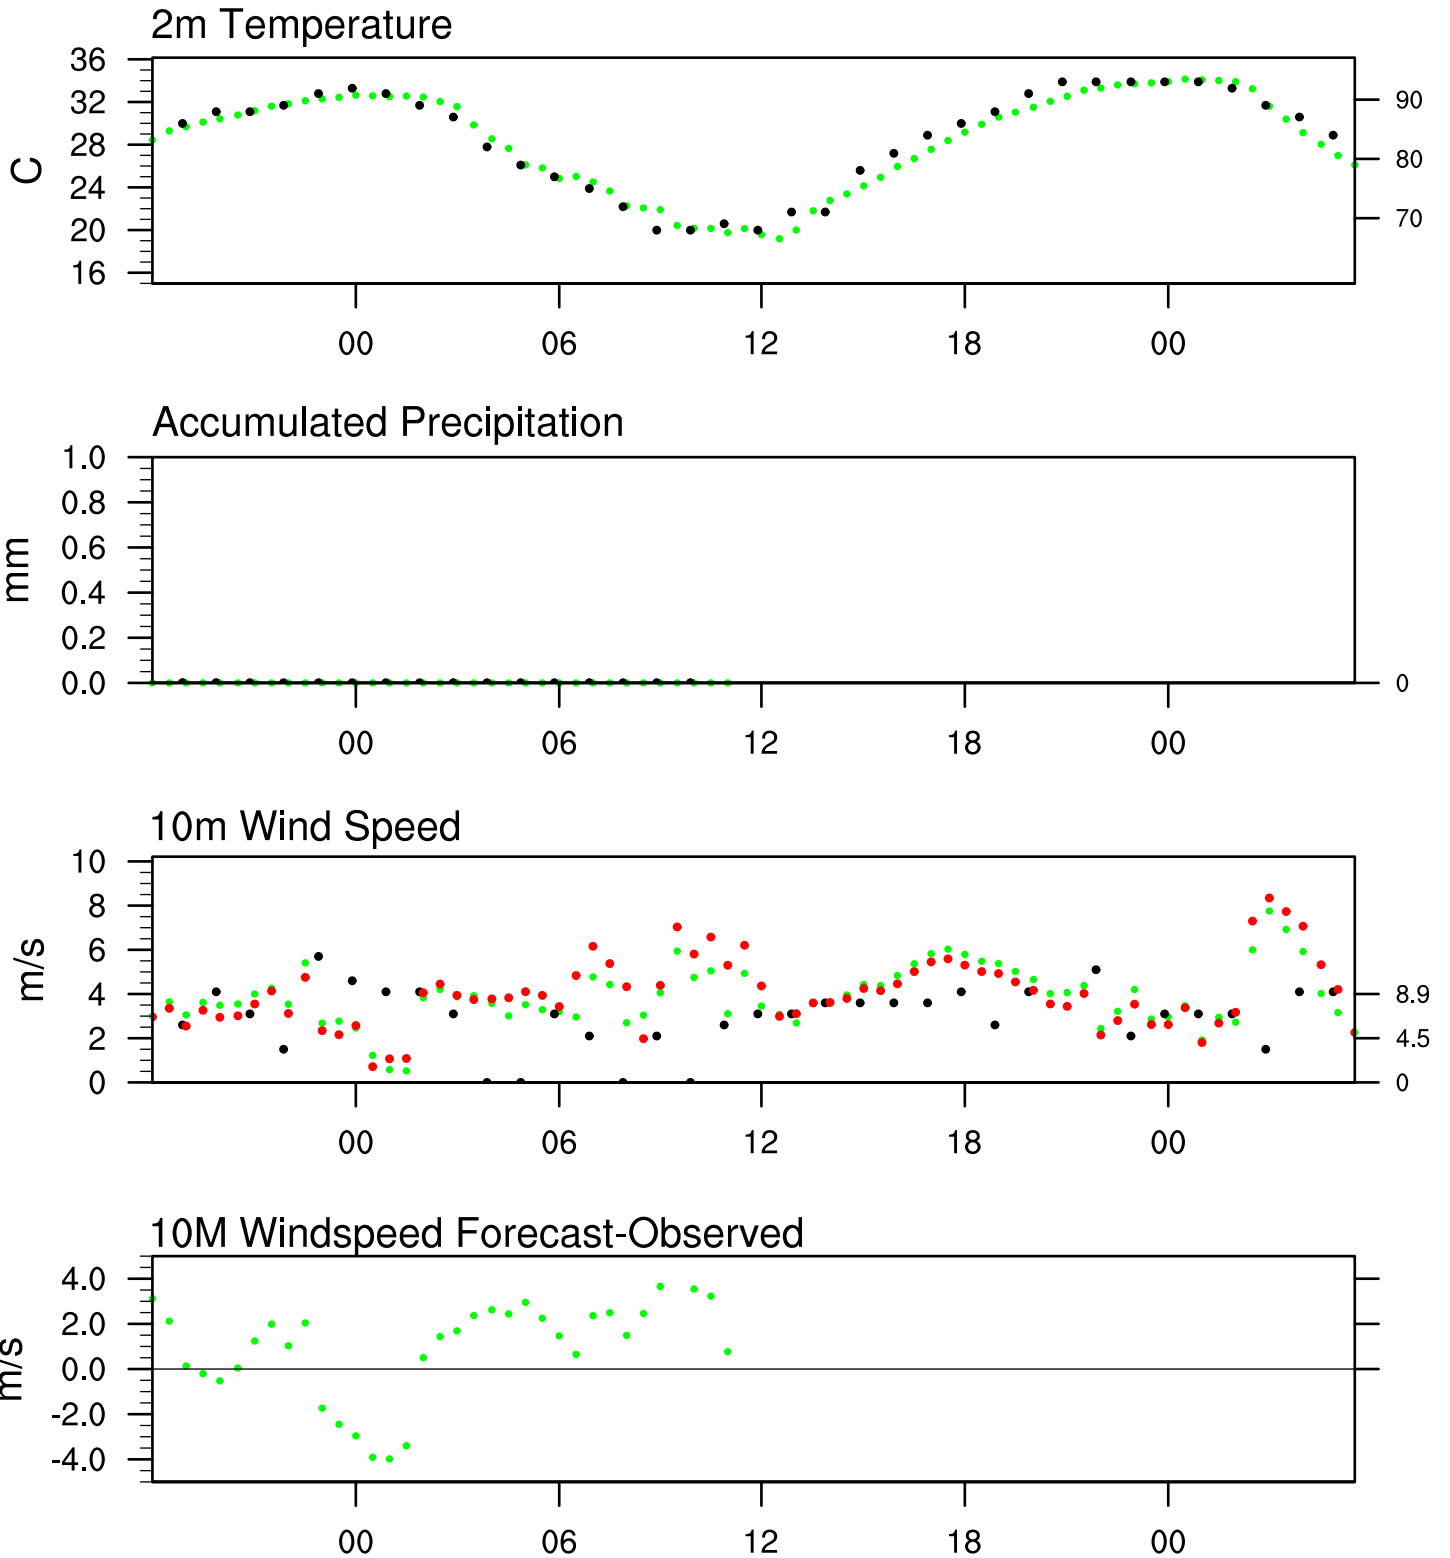 2m Temperature
36
32
28
24
20
16
C
90
80
70
00 06 12 18 00
Accumulated Precipitation
1.0
0.8
0.6
0.4
0.2
0.0
mm
0
00 06 12 18 00
10m Wind Speed
10
8
6
4
2
0
m/s
8.9
4.5
0
00 06 12 18 00
10M Windspeed Forecast-Observed
4.0
2.0
0.0
-2.0
-4.0
m/s
00 06 12 18 00